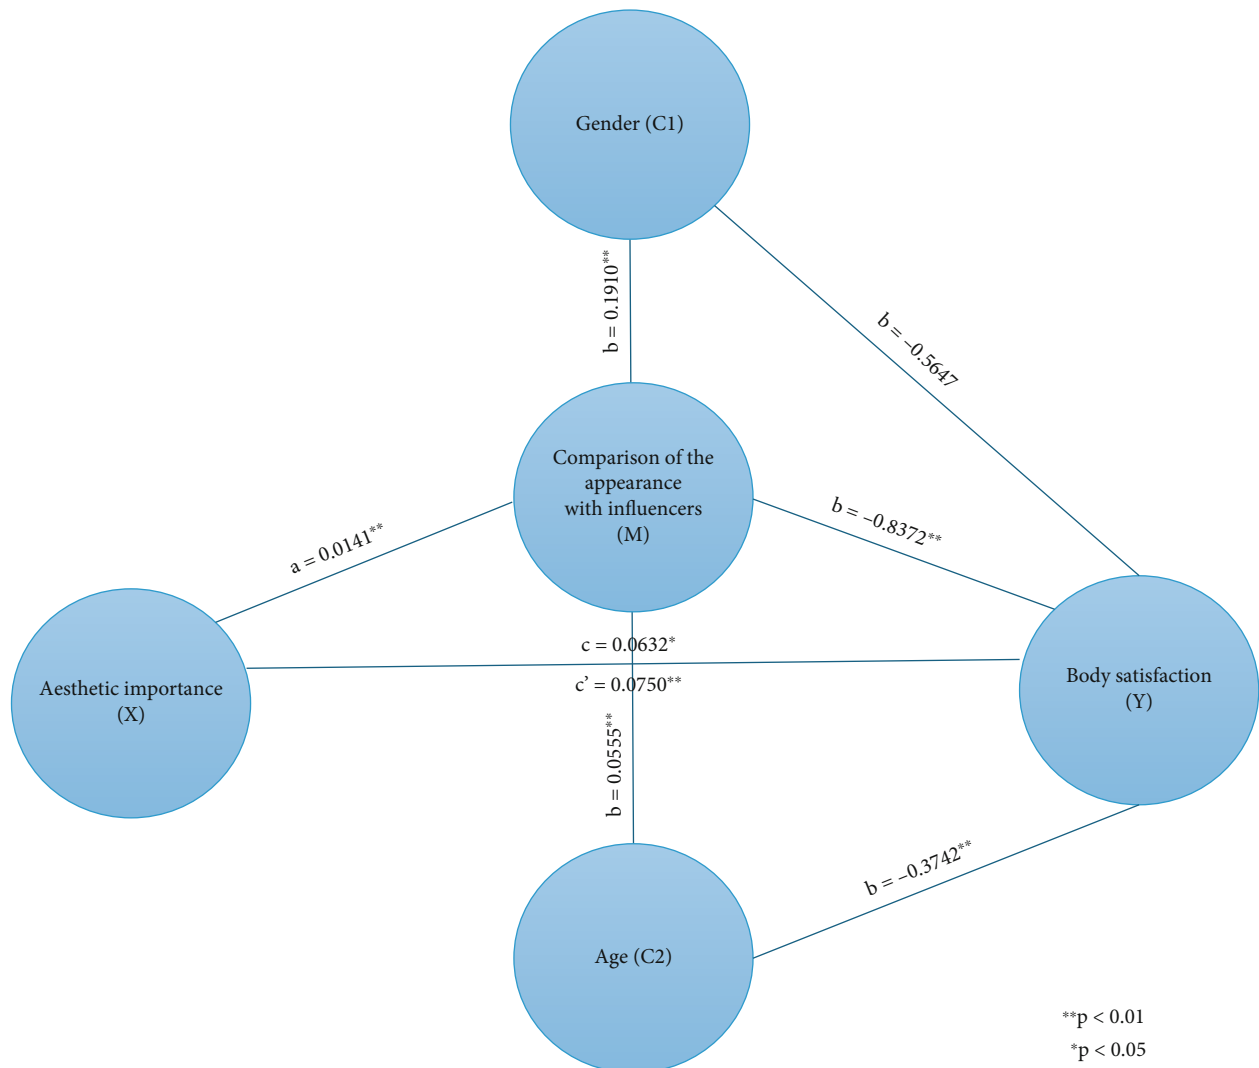 Gender (C1)
b = 0.1910**
b = –0.5647
Comparison of the
appearance
with influencers
(M)
a = 0.0141**
b = –0.8372**
c = 0.0632*
c’ = 0.0750**
Aesthetic importance
(X)
Body satisfaction
(Y)
b = 0.0555**
b = –0.3742**
Age (C2)
**p < 0.01
*p < 0.05